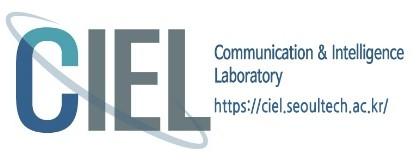 CIEL
Communication & Intelligence
Laboratory
https://ciel.seoultech.ac.kr/